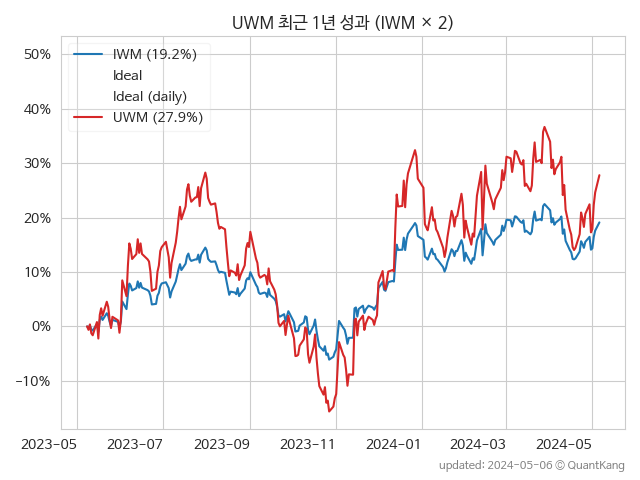 UWM 최근 1년 성과 (IWM × 2)
IWM (19.2%)
Ideal
Ideal (daily)
UWM (27.9%)
50%
40%
30%
20%
10%
0%
−10%
2023-05
2023-07
2023-09
2023-11
2024-01
2024-03
2024-05
updated: 2024-05-06 © QuantKang